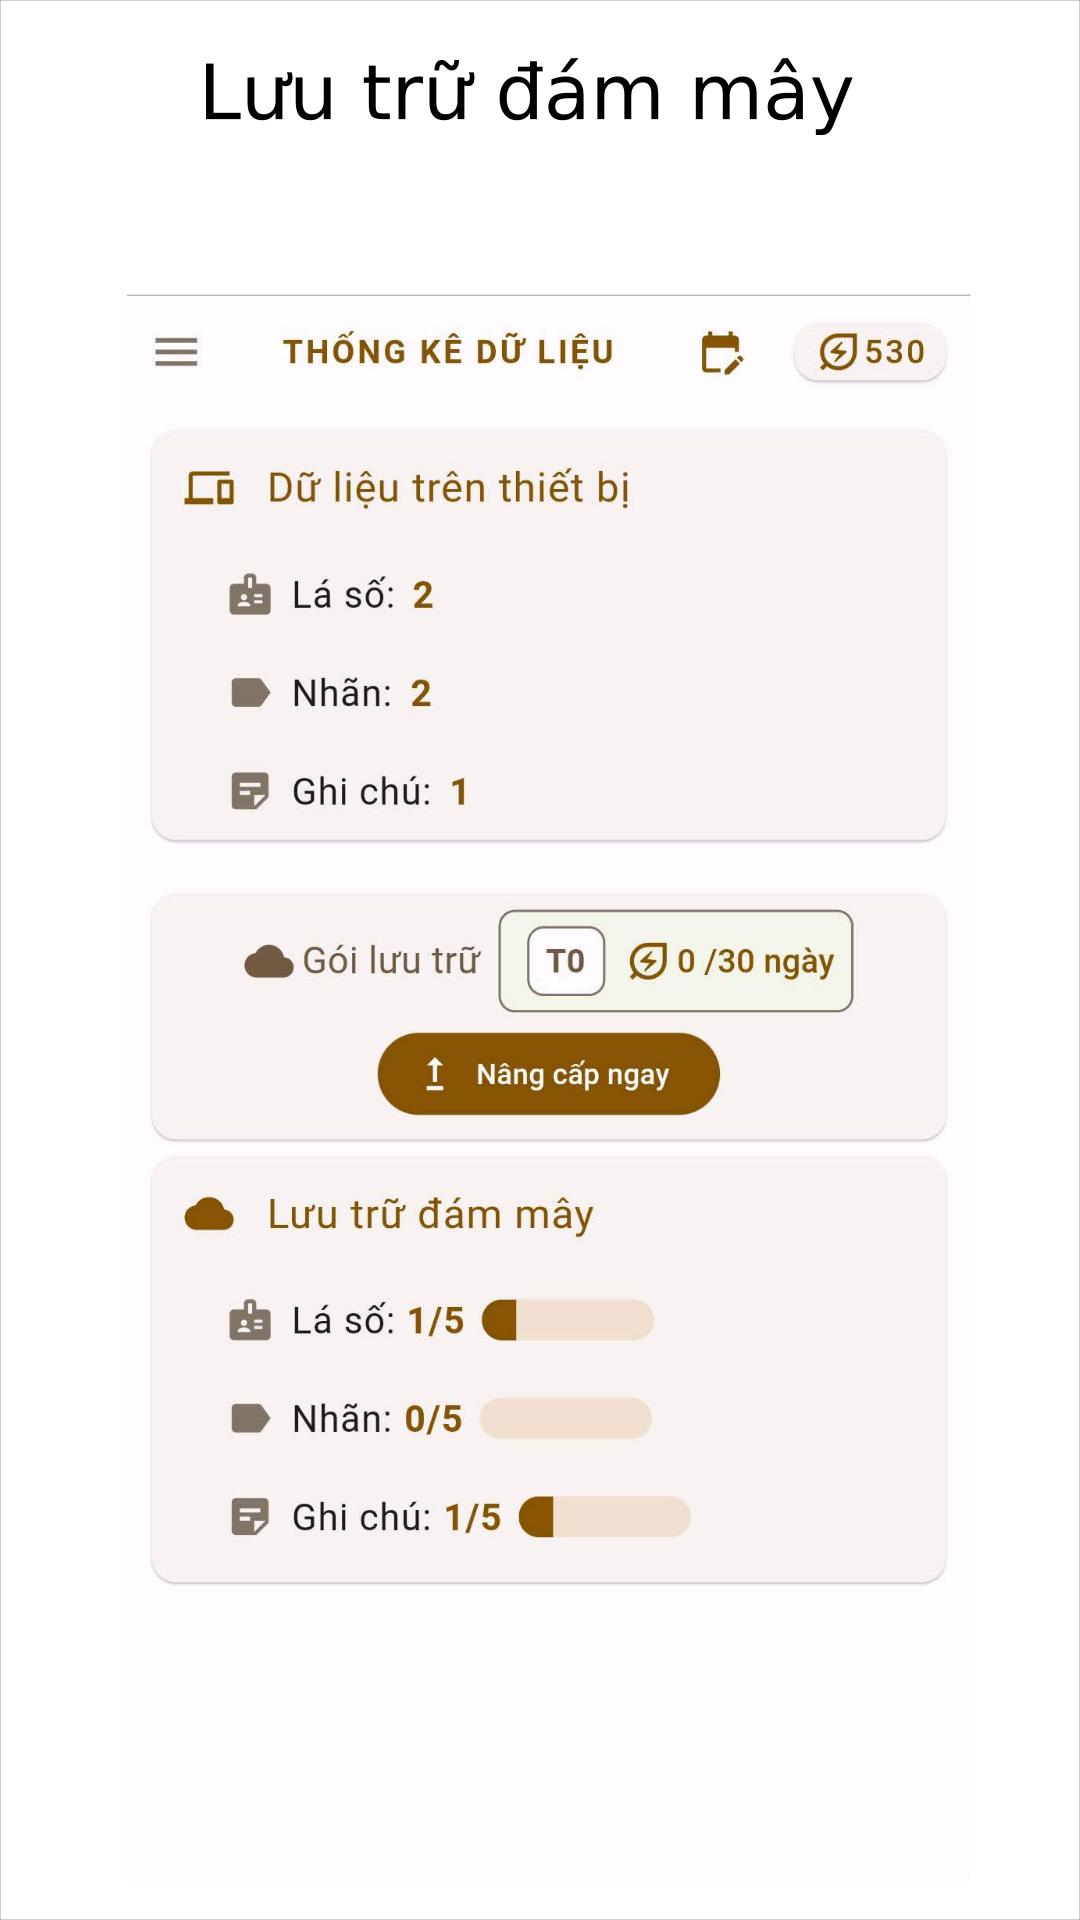 Lưu trữ đám mây
THỐNG KÊ DỮ LIỆU
530
Dữ liệu trên thiết bị
Lá số: 2
Nhãn: 2
Ghi chú: 1
Gói lưu trữ T0 0 /30 ngày
Nâng cấp ngay
Lưu trữ đám mây
Lá số: 1/5
Nhãn: 0/5
Ghi chú: 1/5